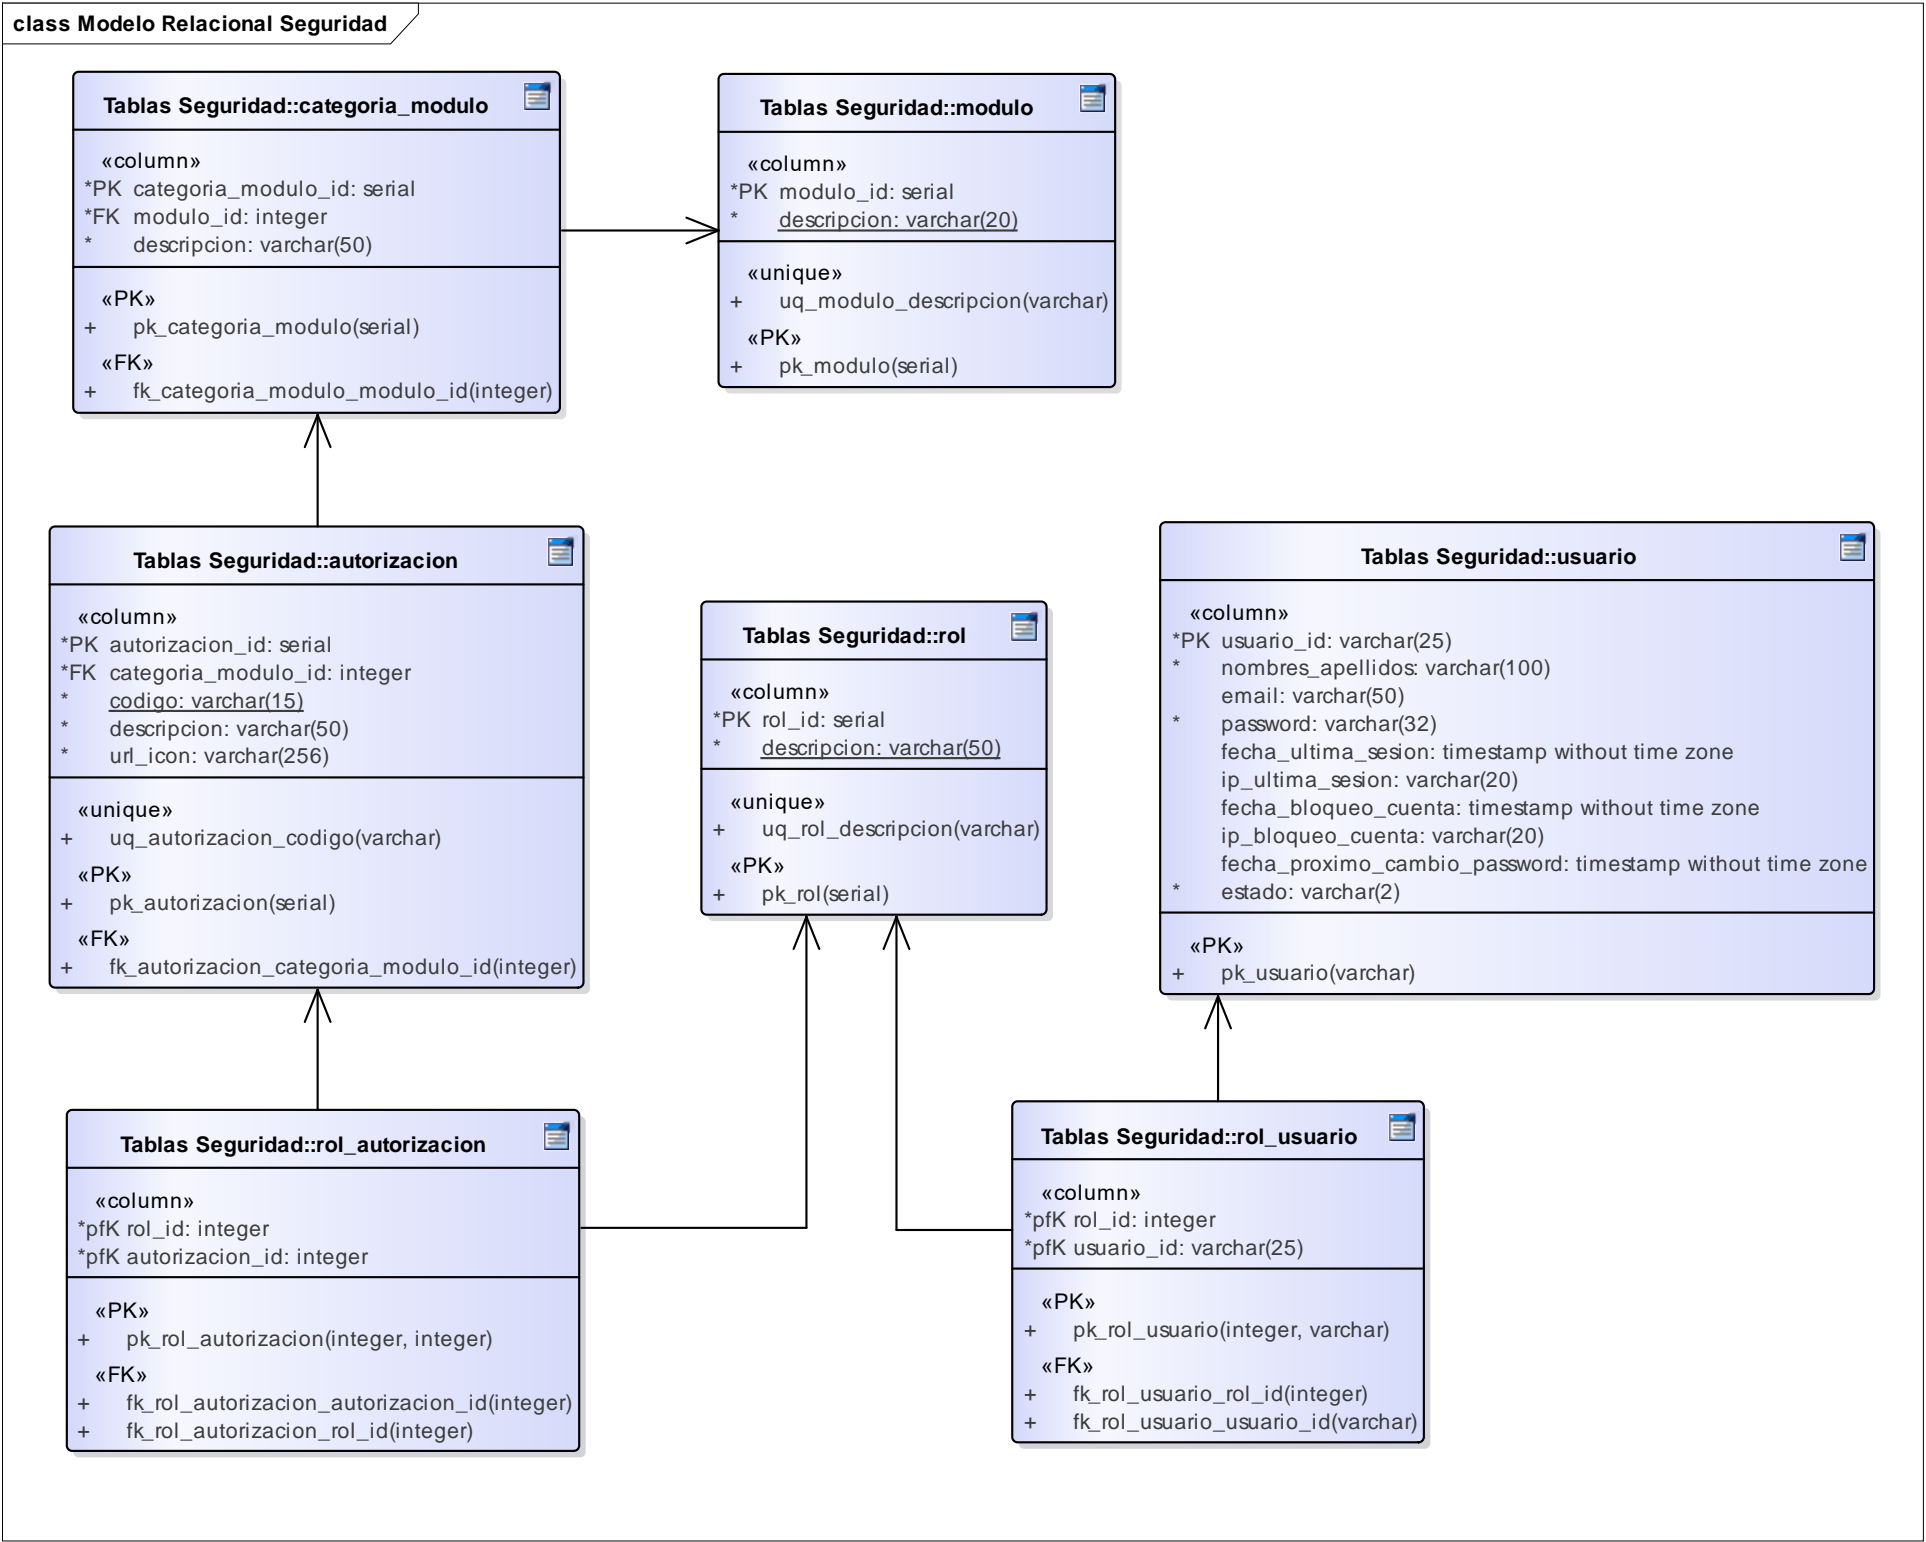 class Modelo Relacional Seguridad
Tablas Seguridad::categoria_modulo
«column»
*PK categoria_modulo_id: serial
*FK modulo_id: integer
* descripcion: varchar(50)
«PK»
+ pk_categoria_modulo(serial)
«FK»
+ fk_categoria_modulo_modulo_id(integer)
Tablas Seguridad::modulo
«column»
*PK modulo_id: serial
* descripcion: varchar(20)
«unique»
+ uq_modulo_descripcion(varchar)
«PK»
+ pk_modulo(serial)
Tablas Seguridad::autorizacion
«column»
*PK autorizacion_id: serial
*FK categoria_modulo_id: integer
* codigo: varchar(15)
* descripcion: varchar(50)
* url_icon: varchar(256)
«unique»
+ uq_autorizacion_codigo(varchar)
«PK»
+ pk_autorizacion(serial)
«FK»
+ fk_autorizacion_categoria_modulo_id(integer)
Tablas Seguridad::rol
«column»
*PK rol_id: serial
* descripcion: varchar(50)
«unique»
+ uq_rol_descripcion(varchar)
«PK»
+ pk_rol(serial)
Tablas Seguridad::usuario
«column»
*PK usuario_id: varchar(25)
* nombres_apellidos: varchar(100)
email: varchar(50)
* password: varchar(32)
fecha_ultima_sesion: timestamp without time zone
ip_ultima_sesion: varchar(20)
fecha_bloqueo_cuenta: timestamp without time zone
ip_bloqueo_cuenta: varchar(20)
fecha_proximo_cambio_password: timestamp without time zone
* estado: varchar(2)
«PK»
+ pk_usuario(varchar)
Tablas Seguridad::rol_autorizacion
«column»
*pfK rol_id: integer
*pfK autorizacion_id: integer
«PK»
+ pk_rol_autorizacion(integer, integer)
«FK»
+ fk_rol_autorizacion_autorizacion_id(integer)
+ fk_rol_autorizacion_rol_id(integer)
Tablas Seguridad::rol_usuario
«column»
*pfK rol_id: integer
*pfK usuario_id: varchar(25)
«PK»
+ pk_rol_usuario(integer, varchar)
«FK»
+ fk_rol_usuario_rol_id(integer)
+ fk_rol_usuario_usuario_id(varchar)